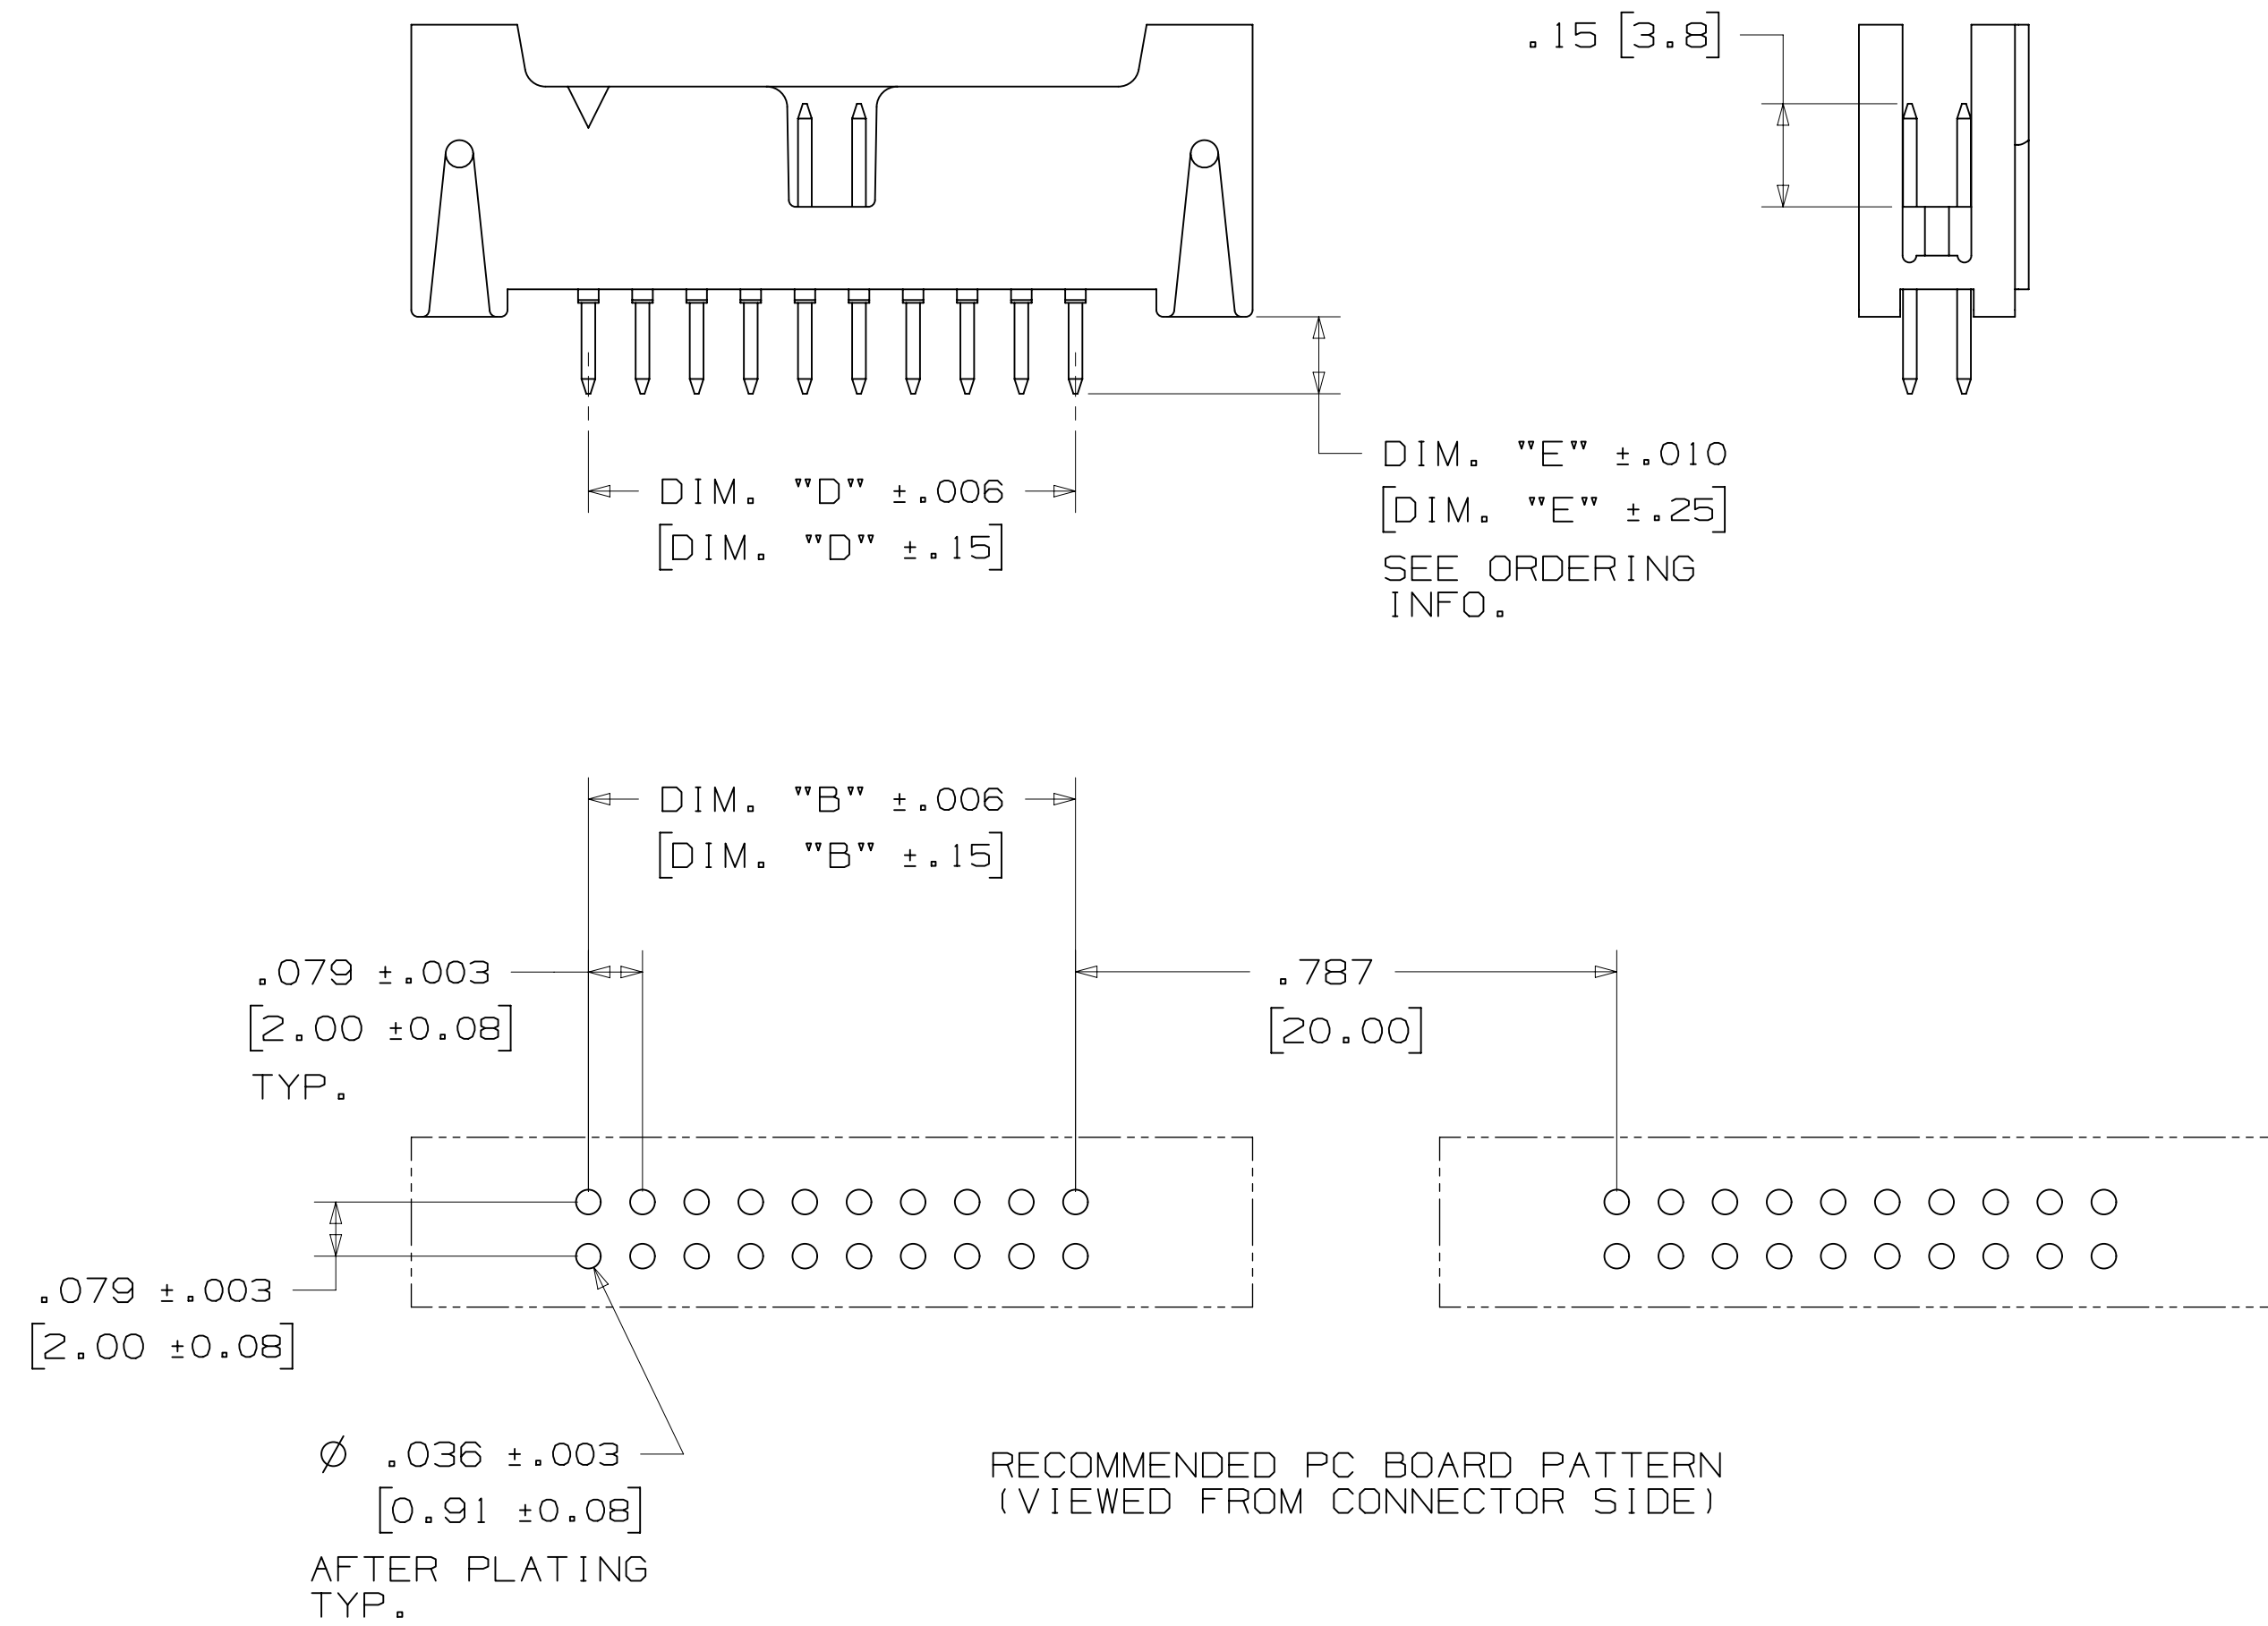 .15 [3.8]
DIM. "E" ±.010
[DIM. "E" ±.25]
SEE ORDERING
INFO.
DIM. "D" ±.006
[DIM. "D" ±.15]
DIM. "B" ±.006
[DIM. "B" ±.15]
.079 ±.003
[2.00 ±0.08]
TYP.
.787
[20.00]
.079 ±.003
[2.00 ±0.08]
Ø .036 ±.003
[0.91 ±0.08]
AFTER PLATING
TYP.
RECOMMENDED PC BOARD PATTERN
(VIEWED FROM CONNECTOR SIDE)